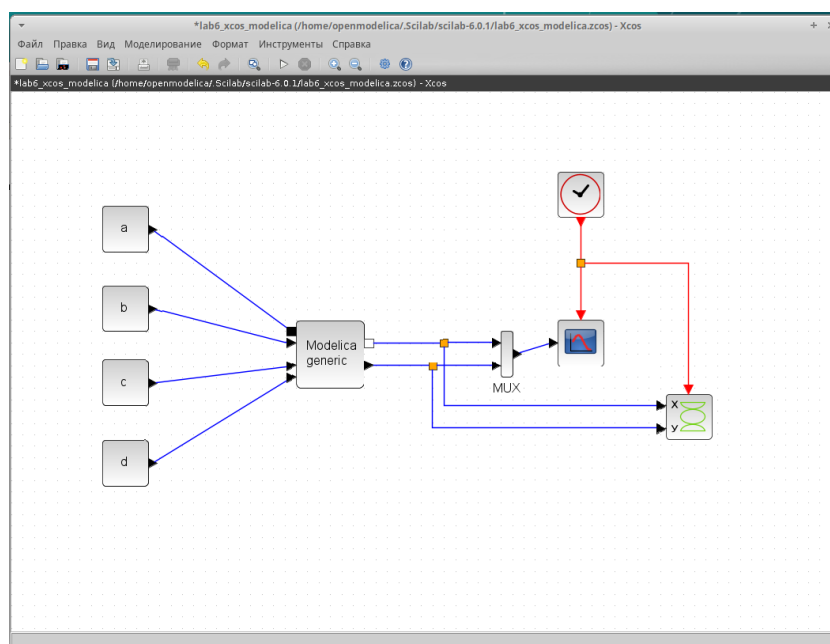 *lab6_xcos_modelica (/home/openmodelica/.Scilab/scilab-6.0.1/lab6_xcos_modelica.zcos) - Xcos
Файл Правка Вид Моделирование Формат Инструменты Справка
*lab6_xcos_modelica (/home/openmodelica/.Scilab/scilab-6.0.1/lab6_xcos_modelica.zcos) - Xcos
a
b
c
d
Modelica
generic
MUX
X
y